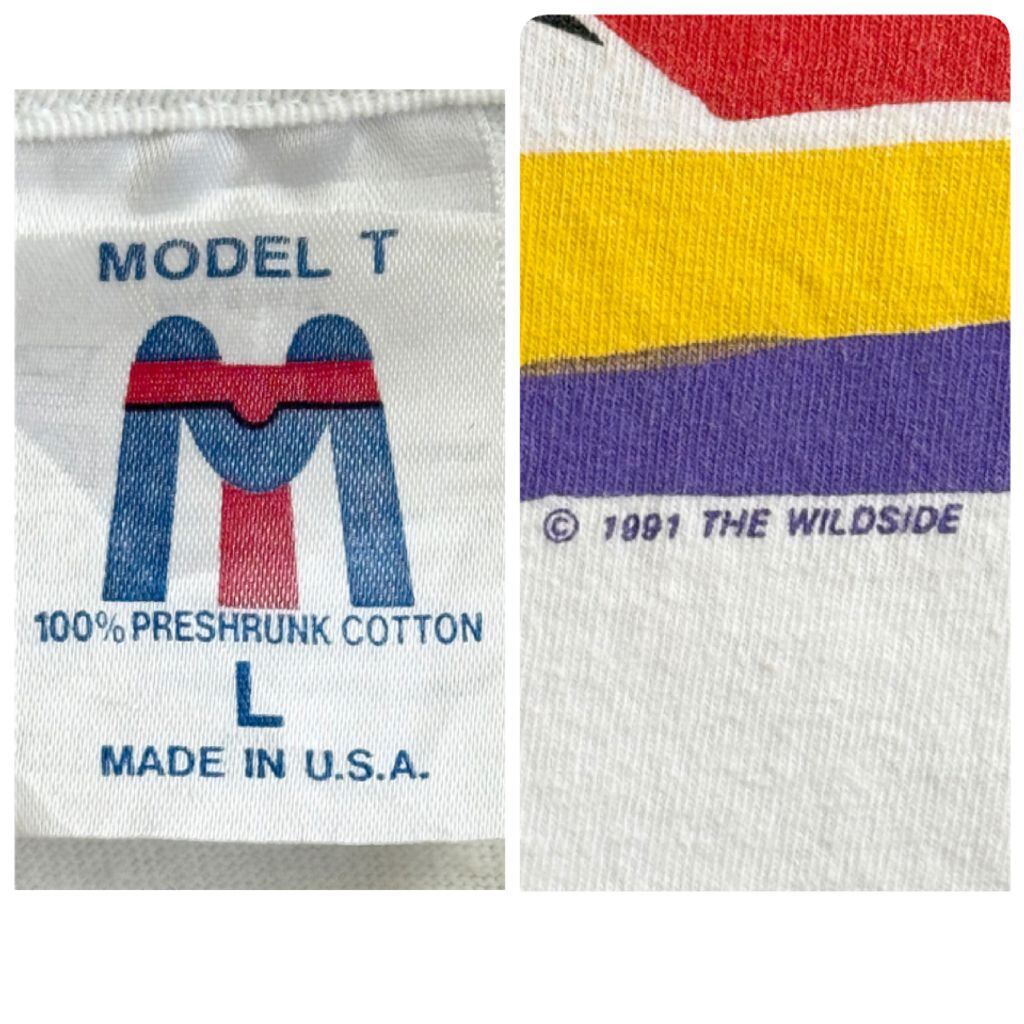 MODEL T
100% PRESHRUNK COTTON
L
MADE IN U.S.A.
© 1991 THE WILDSIDE